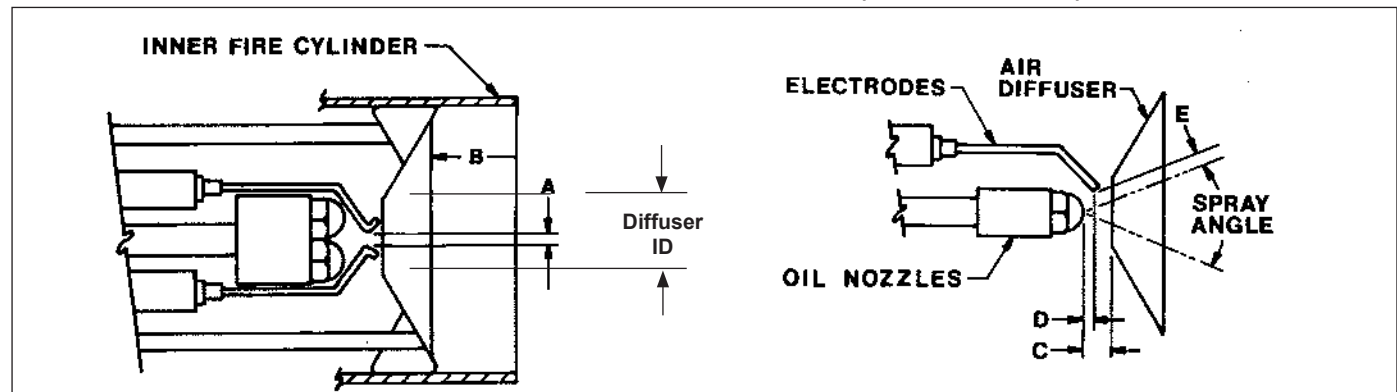 INNER FIRE CYLINDER
B
A
Diffuser
ID
ELECTRODES
AIR
DIFFUSER
E
SPRAY
ANGLE
OIL NOZZLES
D
C